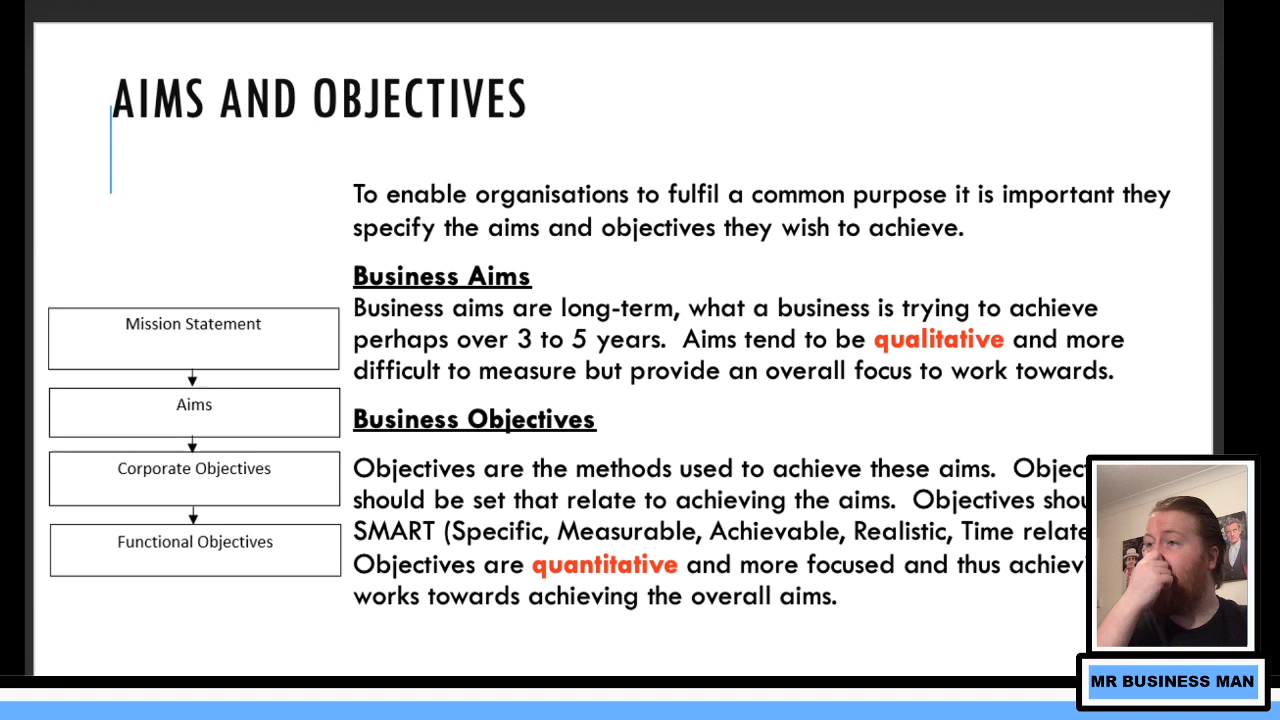 AIMS AND OBJECTIVES
To enable organisations to fulfil a common purpose it is important they
specify the aims and objectives they wish to achieve.
Business Aims
Business aims are long-term, what a business is trying to achieve
perhaps over 3 to 5 years. Aims tend to be qualitative and more
difficult to measure but provide an overall focus to work towards.
Business Objectives
Objectives are the methods used to achieve these aims.
should be set that relate to achieving the aims. Objectives
SMART (Specific, Measurable, Achievable, Realistic, Time
Objectives are quantitative and more focused and thus
works towards achieving the overall aims.
Mission Statement
Aims
Corporate Objectives
Functional Objectives
MR BUSINESS MAN